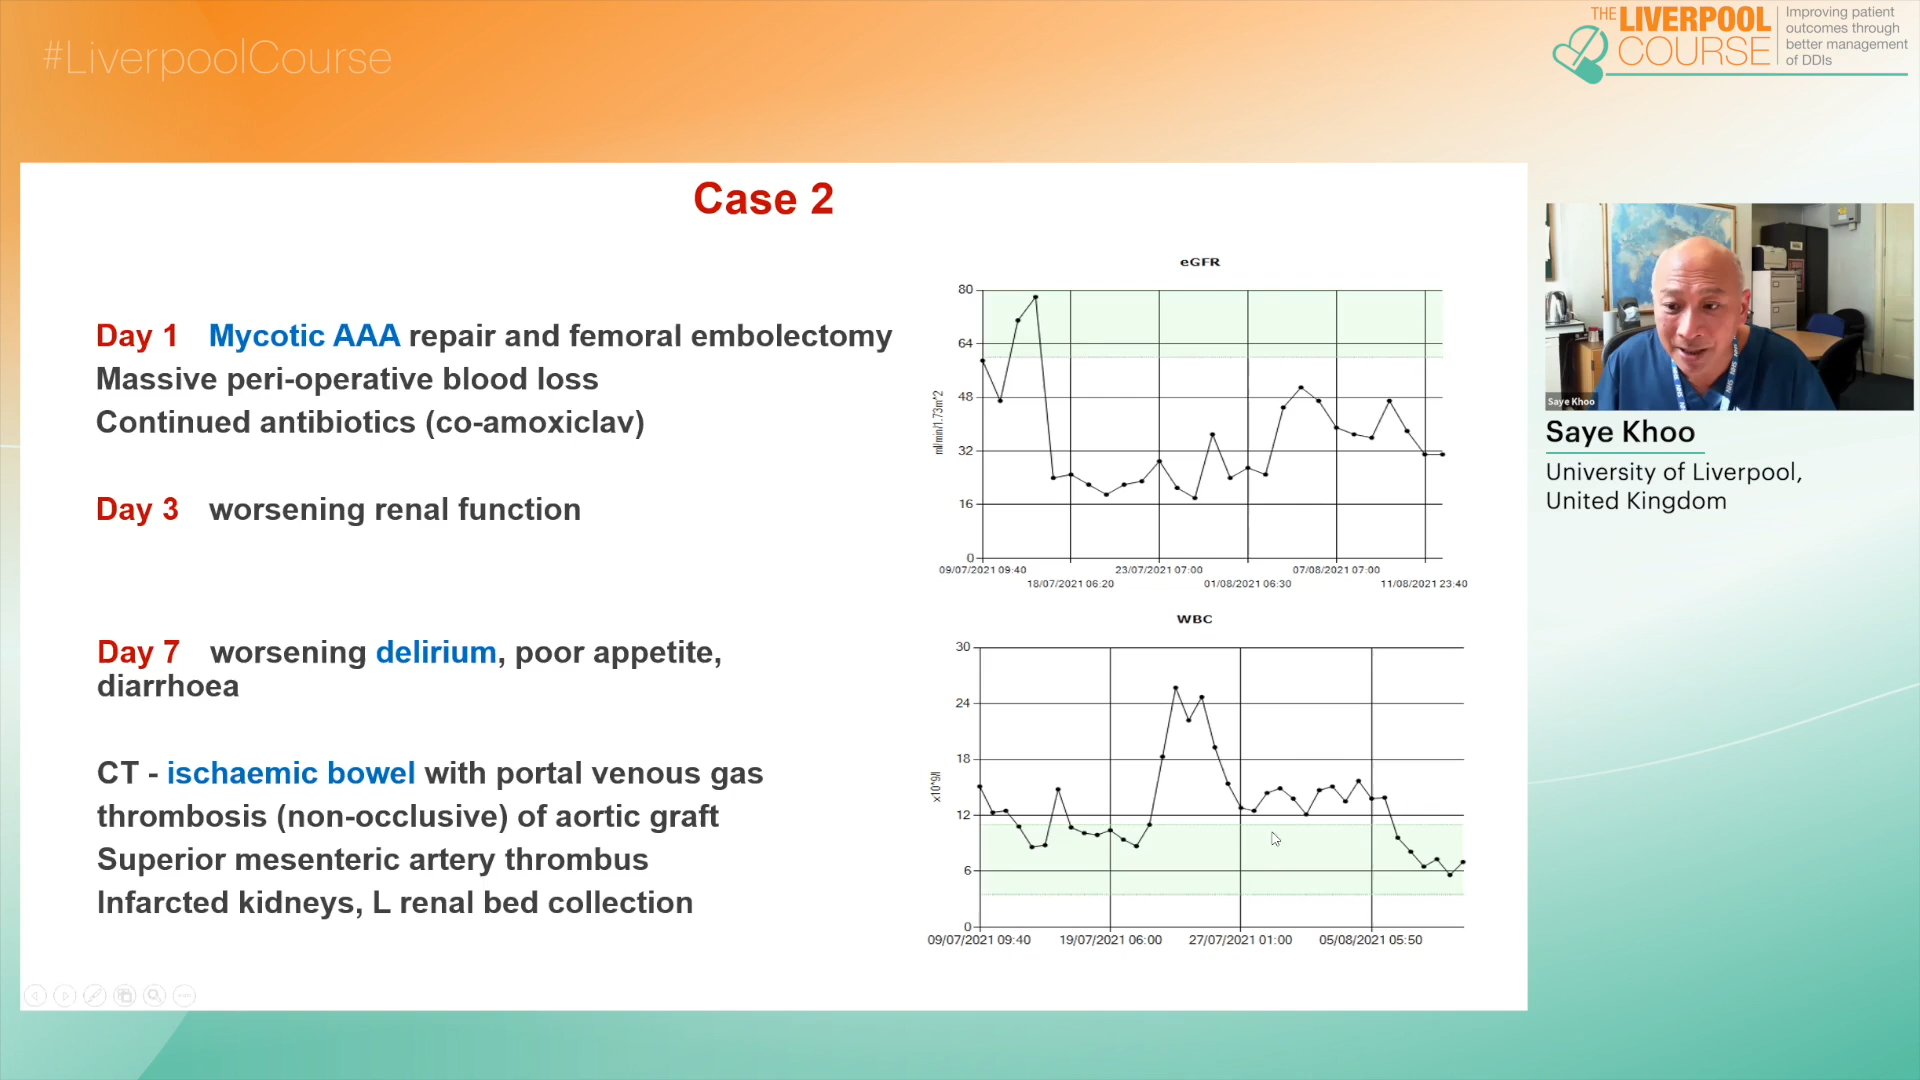 #LiverpoolCourse
THE LIVERPOOL
COURSE
Improving patient
outcomes through
better management
of DDIs
Case 2
Day 1 Mycotic AAA repair and femoral embolectomy
Massive peri-operative blood loss
Continued antibiotics (co-amoxiclav)
Day 3 worsening renal function
Day 7 worsening delirium, poor appetite,
diarrhoea
CT - ischaemic bowel with portal venous gas
thrombosis (non-occlusive) of aortic graft
Superior mesenteric artery thrombus
Infarcted kidneys, L renal bed collection
eGFR
80
64
48
32
16
0
ml/min/1.73m^2
09/07/2021 09:40
18/07/2021 06:20
23/07/2021 07:00
01/08/2021 06:30
07/08/2021 07:00
11/08/2021 23:40
WBC
30
24
18
12
6
0
x10^9/l
09/07/2021 09:40
19/07/2021 06:00
27/07/2021 01:00
05/08/2021 05:50
Saye Khoo
Saye Khoo
University of Liverpool,
United Kingdom